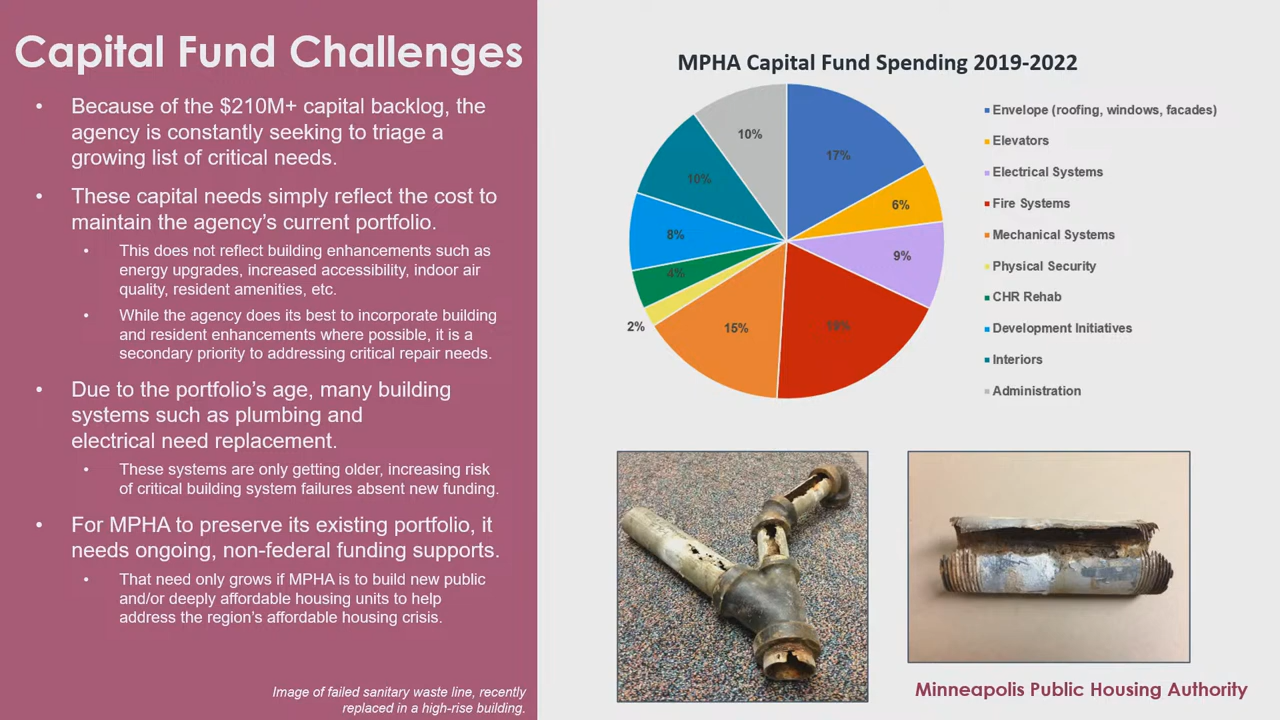 Capital Fund Challenges
• Because of the $210M+ capital backlog, the
agency is constantly seeking to triage a
growing list of critical needs.
• These capital needs simply reflect the cost to
maintain the agency's current portfolio.
• This does not reflect building enhancements such as
energy upgrades, increased accessibility, indoor air
quality, resident amenities, etc.
• While the agency does its best to incorporate building
and resident enhancements where possible, it is a
secondary priority to addressing critical repair needs.
• Due to the portfolio's age, many building
systems such as plumbing and
electrical need replacement.
• These systems are only getting older, increasing risk
of critical building system failures absent new funding.
• For MPHA to preserve its existing portfolio, it
needs ongoing, non-federal funding supports.
• That need only grows if MPHA is to build new public
and/or deeply affordable housing units to help
address the region's affordable housing crisis.
Image of failed sanitary waste line, recently
replaced in a high-rise building.
MPHA Capital Fund Spending 2019-2022
17%
6%
9%
19%
15%
2%
4%
8%
10%
10%
Envelope (roofing, windows, facades)
Elevators
Electrical Systems
Fire Systems
Mechanical Systems
Physical Security
CHR Rehab
Development Initiatives
Interiors
Administration
Minneapolis Public Housing Authority